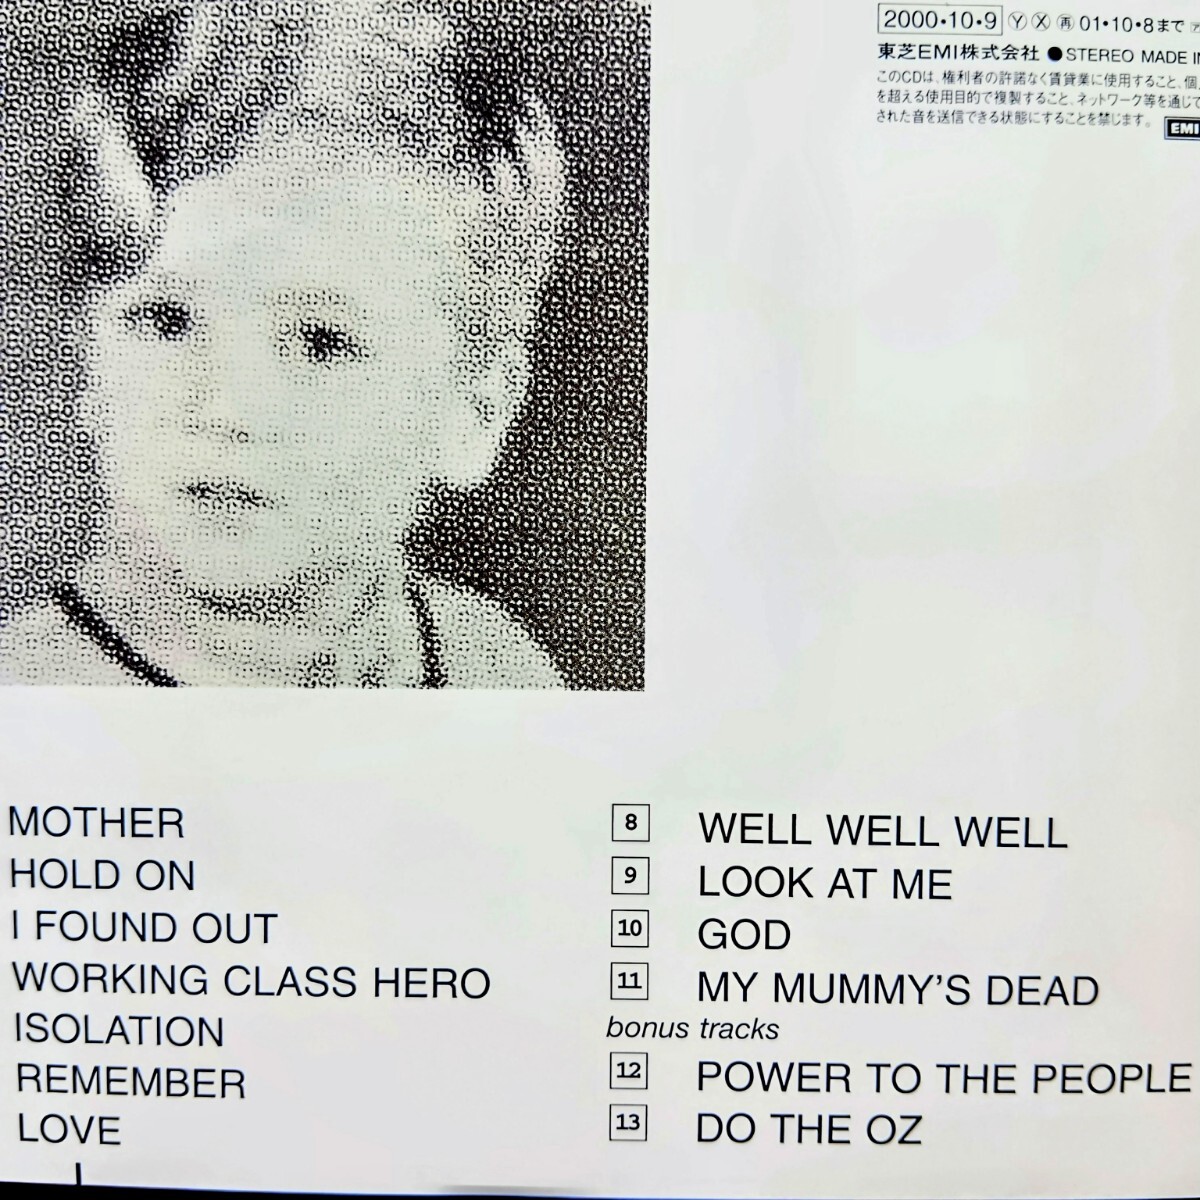 2000•10•9 Ⓨ Ⓧ ㊢ 01•10•8まで
東芝EMI株式会社 ●STEREO MADE
このCDは、権利者の許諾なく賃貸業に使用すること、個
を超える使用目的で複製すること、ネットワーク等を通じて
された音を送信できる状態にすることを禁じます。
EMI
MOTHER
HOLD ON
I FOUND OUT
WORKING CLASS HERO
ISOLATION
REMEMBER
LOVE
8 WELL WELL WELL
9 LOOK AT ME
10 GOD
11 MY MUMMY'S DEAD
bonus tracks
12 POWER TO THE PEOPLE
13 DO THE OZ